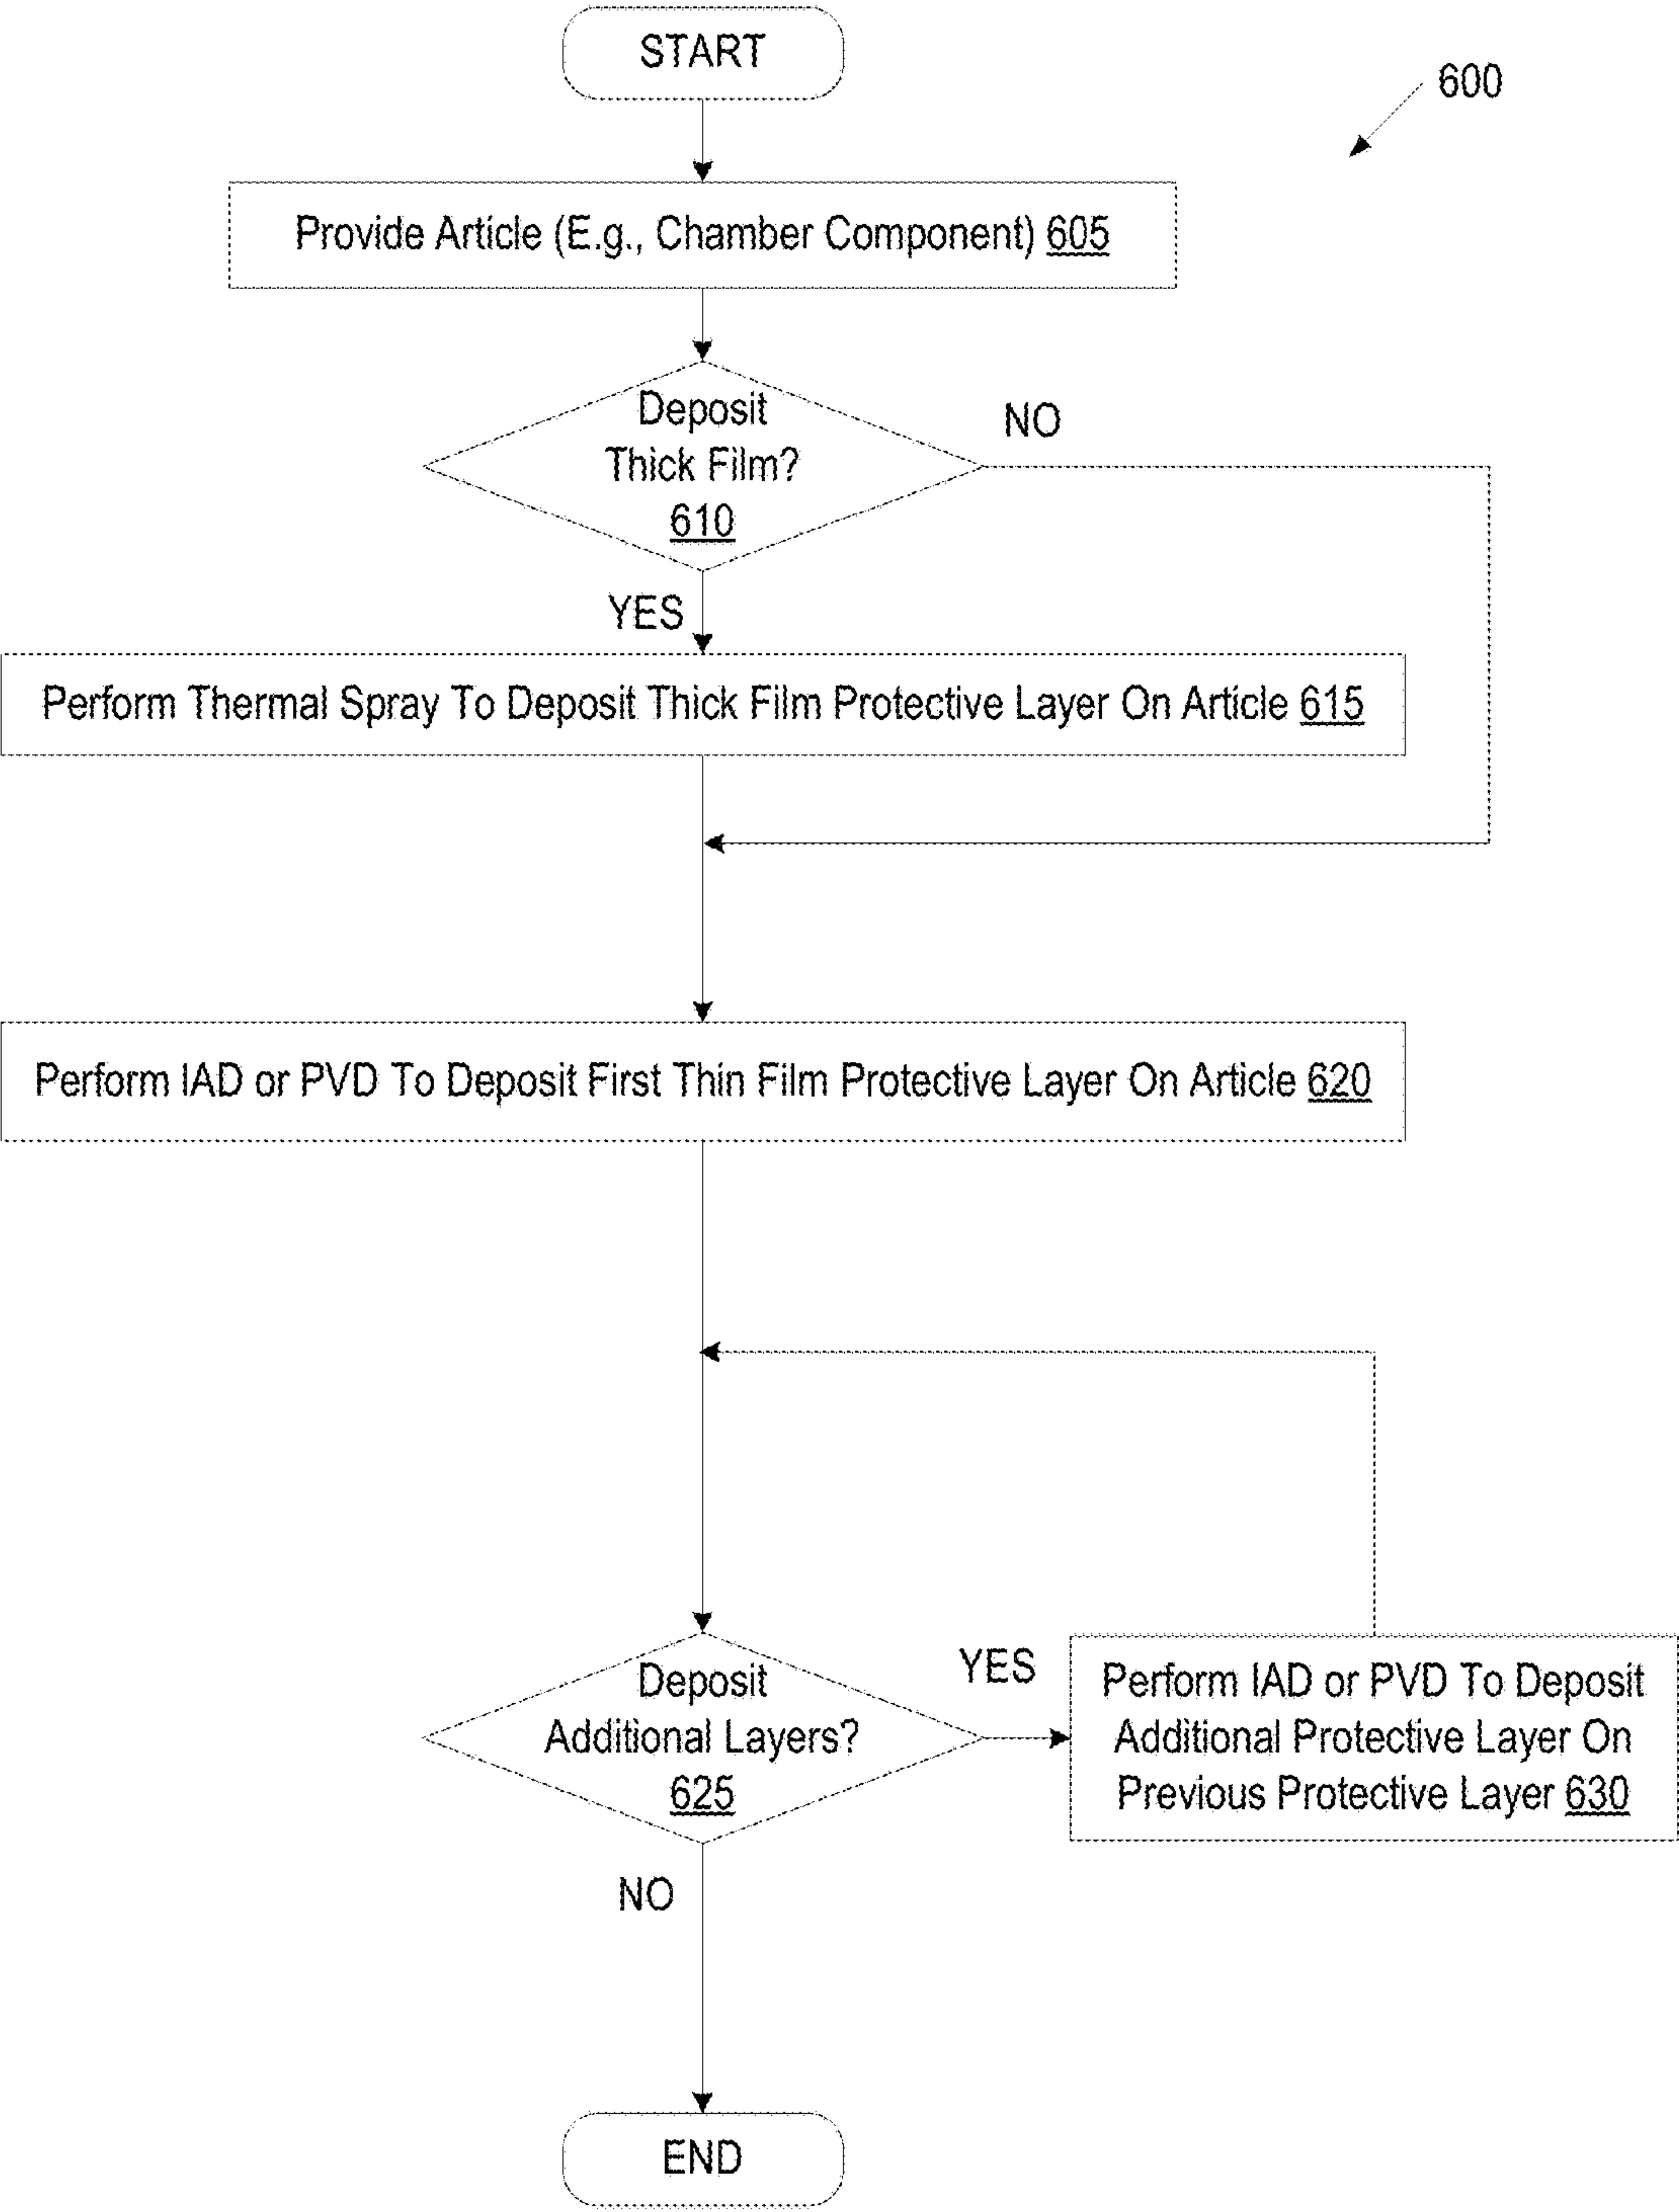 START
600
Provide Article (E.g., Chamber Component) 605
Deposit
Thick Film?
610
NO
YES
Perform Thermal Spray To Deposit Thick Film Protective Layer On Article 615
Perform IAD or PVD To Deposit First Thin Film Protective Layer On Article 620
Deposit
Additional Layers?
625
YES
Perform IAD or PVD To Deposit
Additional Protective Layer On
Previous Protective Layer 630
NO
END